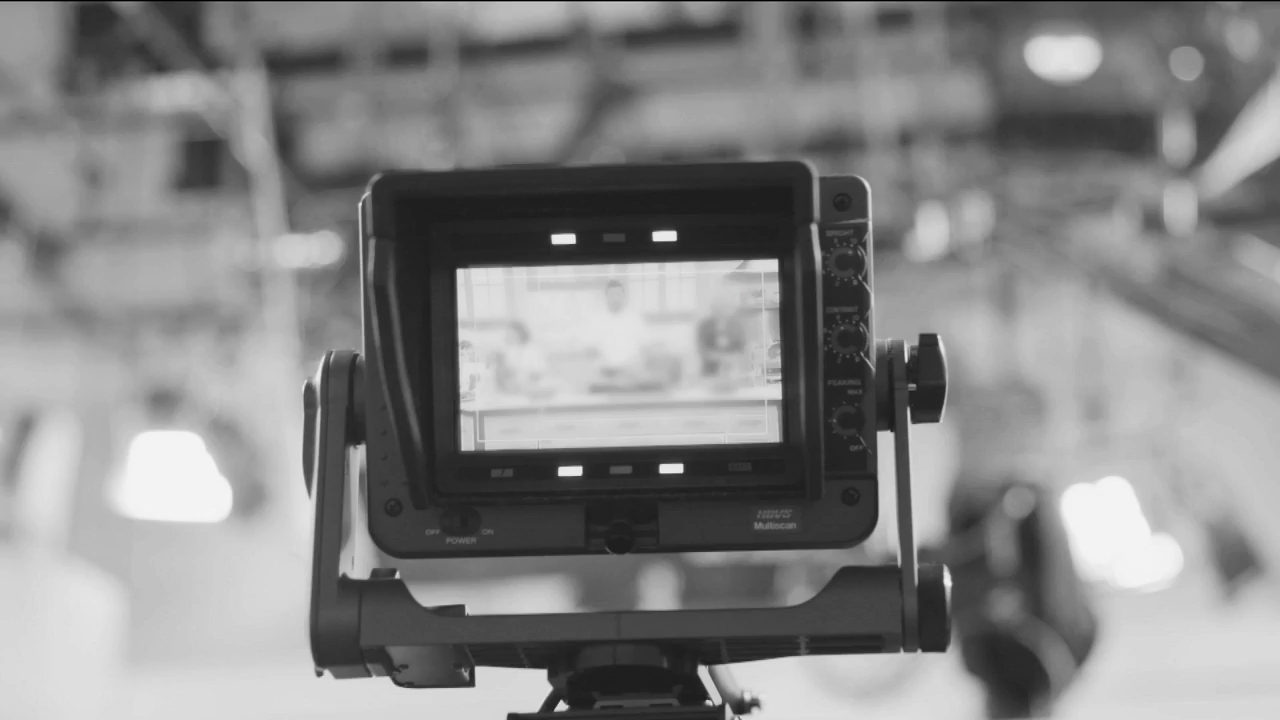 BRIGHT
CONTRAST
PEAKING
MAX
OFF
OFF
ON
POWER
Multiscan